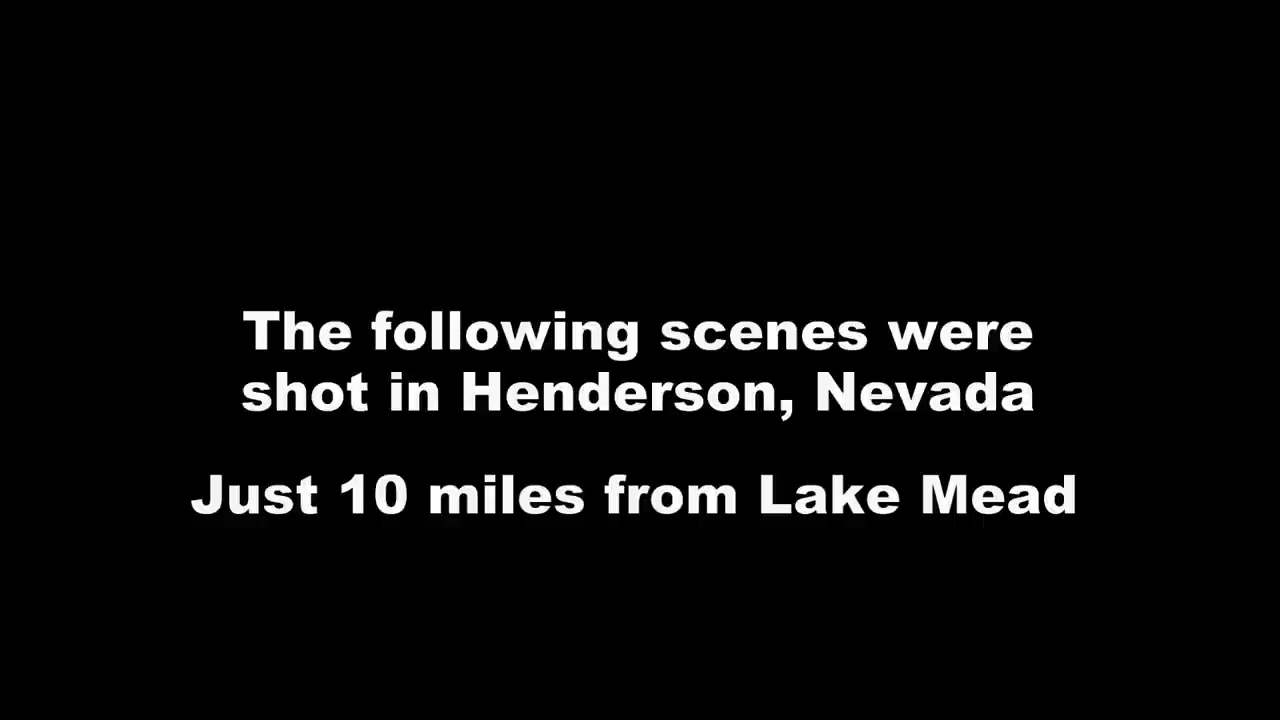 The following scenes were
shot in Henderson, Nevada
Just 10 miles from Lake Mead